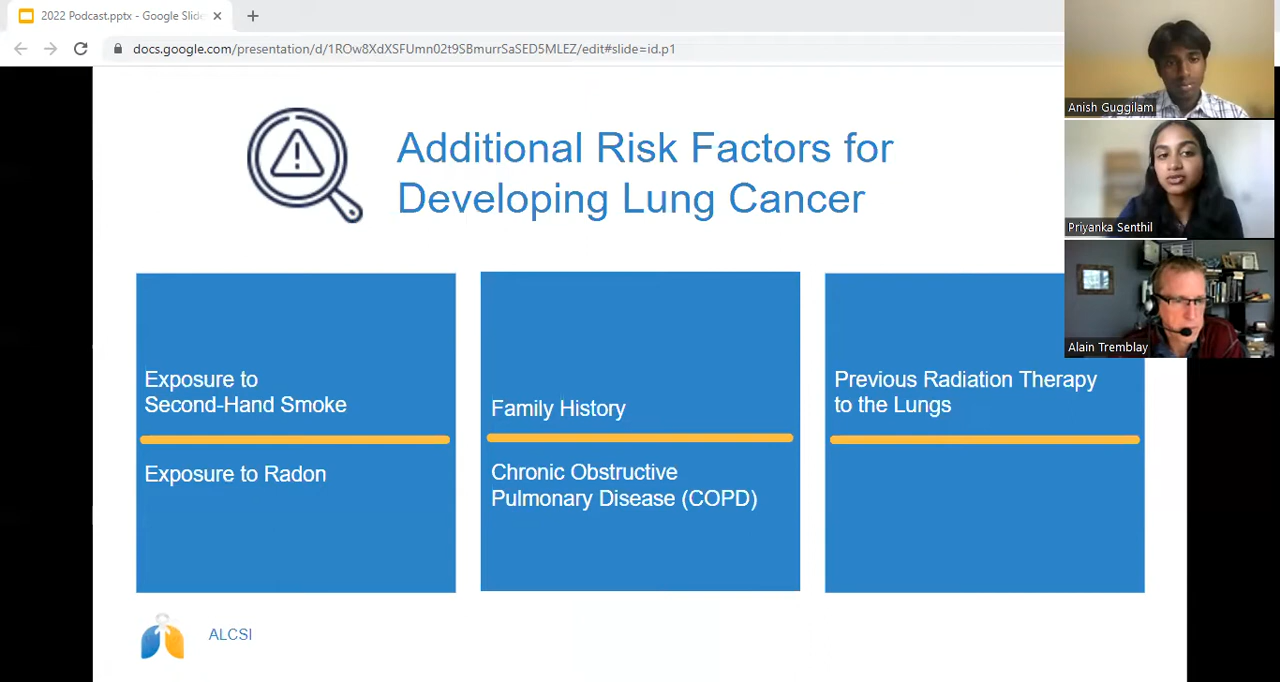 2022 Podcast.pptx - Google Slide
docs.google.com/presentation/d/1ROw8XdXSFUmn02t9SBmurrSaSED5MLEZ/edit#slide=id.p1
Anish Guggilam
Priyanka Senthil
Alain Tremblay
Additional Risk Factors for
Developing Lung Cancer
Exposure to
Second-Hand Smoke
Exposure to Radon
Family History
Chronic Obstructive
Pulmonary Disease (COPD)
Previous Radiation Therapy
to the Lungs
ALCSI